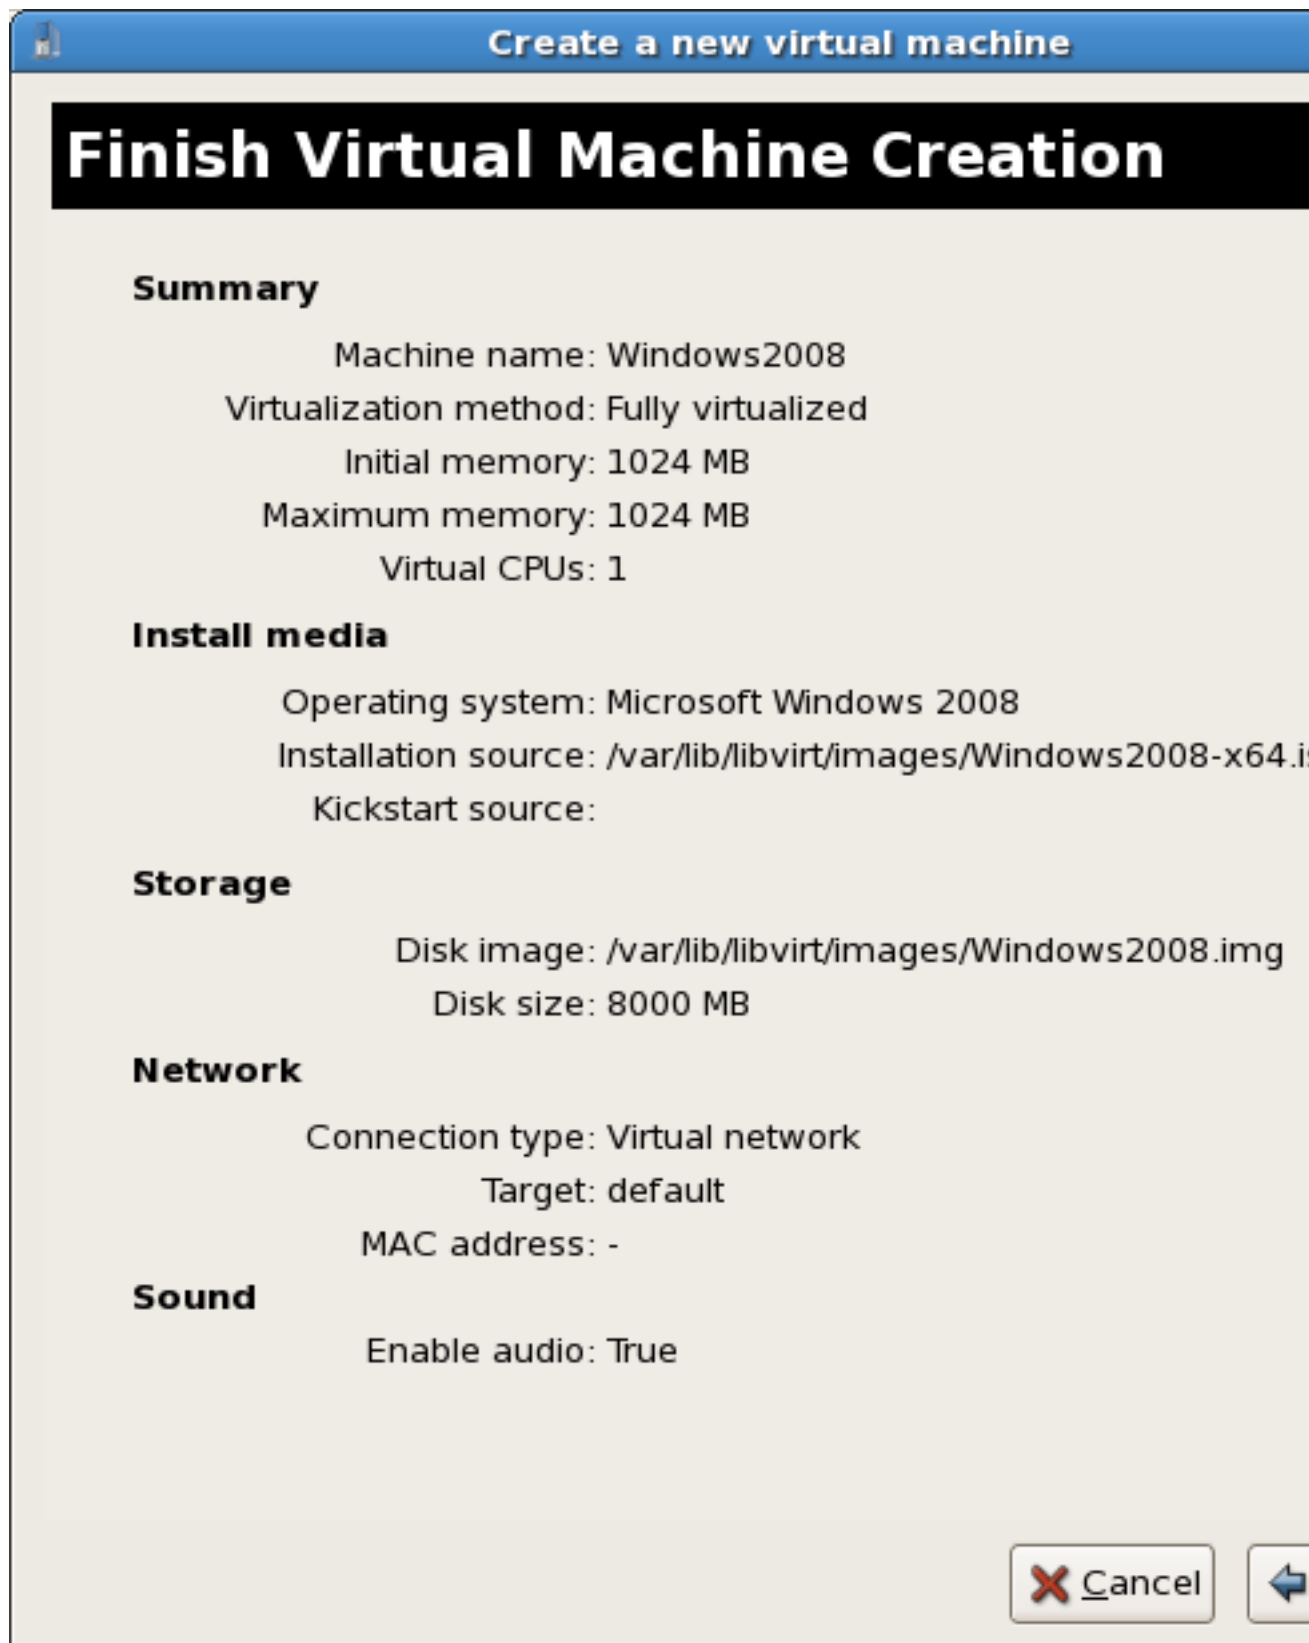 Create a new virtual machine
Finish Virtual Machine Creation
Summary
Machine name: Windows2008
Virtualization method: Fully virtualized
Initial memory: 1024 MB
Maximum memory: 1024 MB
Virtual CPUs: 1
Install media
Operating system: Microsoft Windows 2008
Installation source: /var/lib/libvirt/images/Windows2008-x64.is
Kickstart source:
Storage
Disk image: /var/lib/libvirt/images/Windows2008.img
Disk size: 8000 MB
Network
Connection type: Virtual network
Target: default
MAC address: -
Sound
Enable audio: True
Cancel